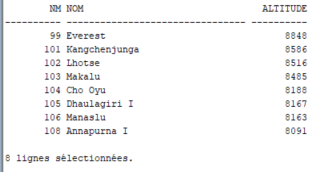 NM NOM ALTITUDE
---------- ------------------------------ ----------
99 Everest 8848
101 Kangchenjunga 8586
102 Lhotse 8516
103 Makalu 8485
104 Cho Oyu 8188
105 Dhaulagiri I 8167
106 Manaslu 8163
108 Annapurna I 8091
8 lignes sélectionnées.